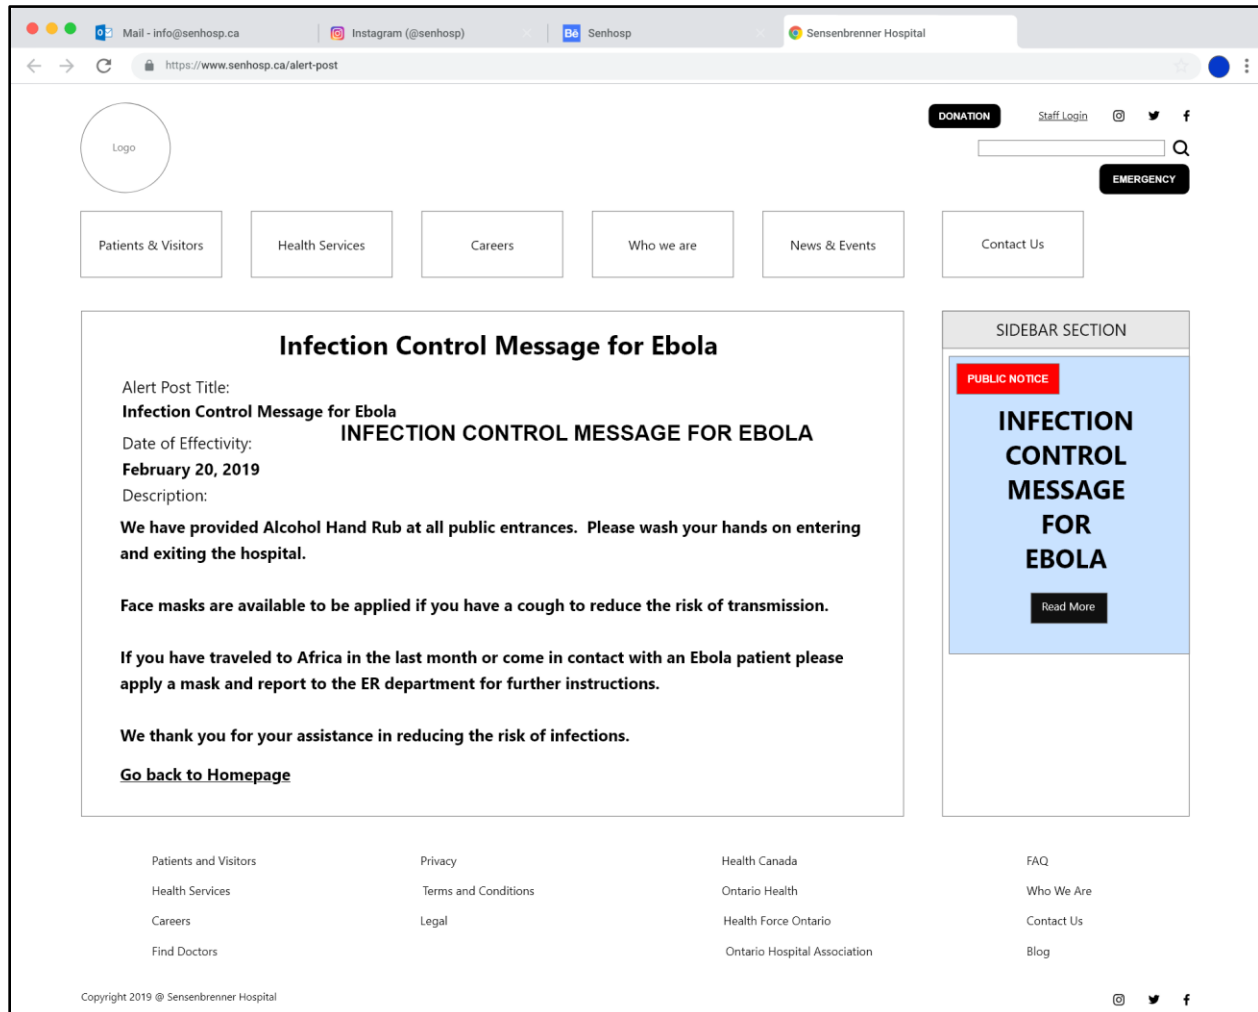 Mail - info@senhosp.ca
Instagram (@senhosp)
Bē Senhosp
Sensenbrenner Hospital
https://www.senhosp.ca/alert-post
Logo
DONATION
Staff Login
EMERGENCY
Patients & Visitors
Health Services
Careers
Who we are
News & Events
Contact Us
Infection Control Message for Ebola
Alert Post Title:
Infection Control Message for Ebola
INFECTION CONTROL MESSAGE FOR EBOLA
Date of Effectivity:
February 20, 2019
Description:
We have provided Alcohol Hand Rub at all public entrances.  Please wash your hands on entering
and exiting the hospital.
Face masks are available to be applied if you have a cough to reduce the risk of transmission.
If you have traveled to Africa in the last month or come in contact with an Ebola patient please
apply a mask and report to the ER department for further instructions.
We thank you for your assistance in reducing the risk of infections.
Go back to Homepage
SIDEBAR SECTION
PUBLIC NOTICE
INFECTION
CONTROL
MESSAGE
FOR
EBOLA
Read More
Patients and Visitors
Health Services
Careers
Find Doctors
Privacy
Terms and Conditions
Legal
Health Canada
Ontario Health
Health Force Ontario
Ontario Hospital Association
FAQ
Who We Are
Contact Us
Blog
Copyright 2019 @ Sensenbrenner Hospital